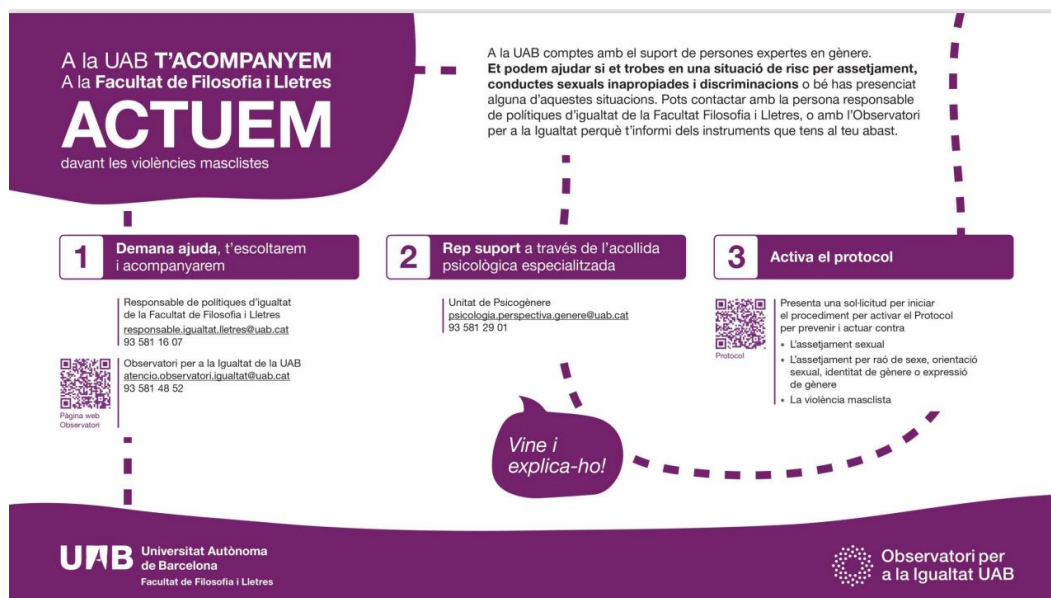 A la UAB T'ACOMPANYEM
A la Facultat de Filosofia i Lletres
ACTUEM
davant les violències masclistes
A la UAB comptes amb el suport de persones expertes en gènere.
Et podem ajudar si et trobes en una situació de risc per assetjament,
conductes sexuals inapropiades i discriminacions o bé has presenciat
alguna d'aquestes situacions. Pots contactar amb la persona responsable
de polítiques d'igualtat de la Facultat Filosofia i Lletres, o amb l'Observatori
per a la Igualtat perquè t'informi dels instruments que tens al teu abast.
1
Demana ajuda, t'escoltarem
i acompanyarem
Responsable de polítiques d'igualtat
de la Facultat de Filosofia i Lletres
responsable.igualtat.lletres@uab.cat
93 581 16 07
Observatori per a la Igualtat de la UAB
atencio.observatori.igualtat@uab.cat
93 581 48 52
Pàgina web
Observatori
2
Rep suport a través de l'acollida
psicològica especialitzada
Unitat de Psicogènere
psicologia.perspectiva.genere@uab.cat
93 581 29 01
3
Activa el protocol
Protocol
Presenta una sol·licitud per iniciar
el procediment per activar el Protocol
per prevenir i actuar contra
• L'assetjament sexual
• L'assetjament per raó de sexe, orientació
sexual, identitat de gènere o expressió
de gènere
• La violència masclista
Vine i
explica-ho!
UAB
Universitat Autònoma
de Barcelona
Facultat de Filosofia i Lletres
Observatori per
a la Igualtat UAB